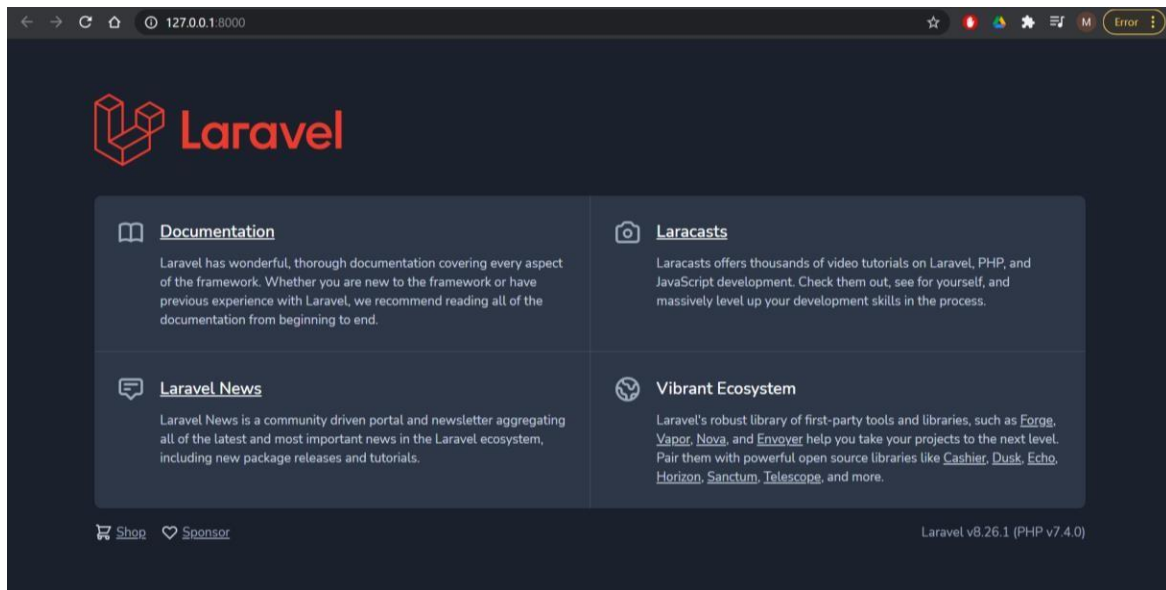 127.0.0.1:8000
M
Error
Laravel
Documentation
Laravel has wonderful, thorough documentation covering every aspect
of the framework. Whether you are new to the framework or have
previous experience with Laravel, we recommend reading all of the
documentation from beginning to end.
Laracasts
Laracasts offers thousands of video tutorials on Laravel, PHP, and
JavaScript development. Check them out, see for yourself, and
massively level up your development skills in the process.
Laravel News
Laravel News is a community driven portal and newsletter aggregating
all of the latest and most important news in the Laravel ecosystem,
including new package releases and tutorials.
Vibrant Ecosystem
Laravel's robust library of first-party tools and libraries, such as Forge,
Vapor, Nova, and Envoyer help you take your projects to the next level.
Pair them with powerful open source libraries like Cashier, Dusk, Echo,
Horizon, Sanctum, Telescope, and more.
Shop
Sponsor
Laravel v8.26.1 (PHP v7.4.0)